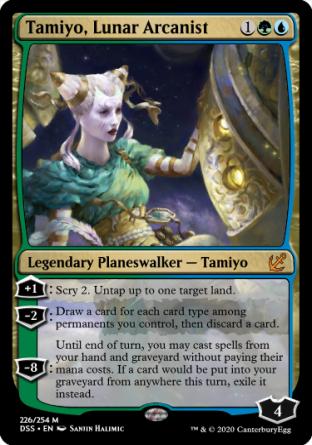 Tamiyo, Lunar Arcanist 1
Legendary Planeswalker — Tamiyo
+1: Scry 2. Untap up to one target land.
-2: Draw a card for each card type among
permanents you control, then discard a card.
Until end of turn, you may cast spells from
your hand and graveyard without paying their
-8: mana costs. If a card would be put into your
graveyard from anywhere this turn, exile it
instead.
4
226/254 M
DSS • EN SANJIN HALIMIC
™ & © 2020 CanterburyEgg